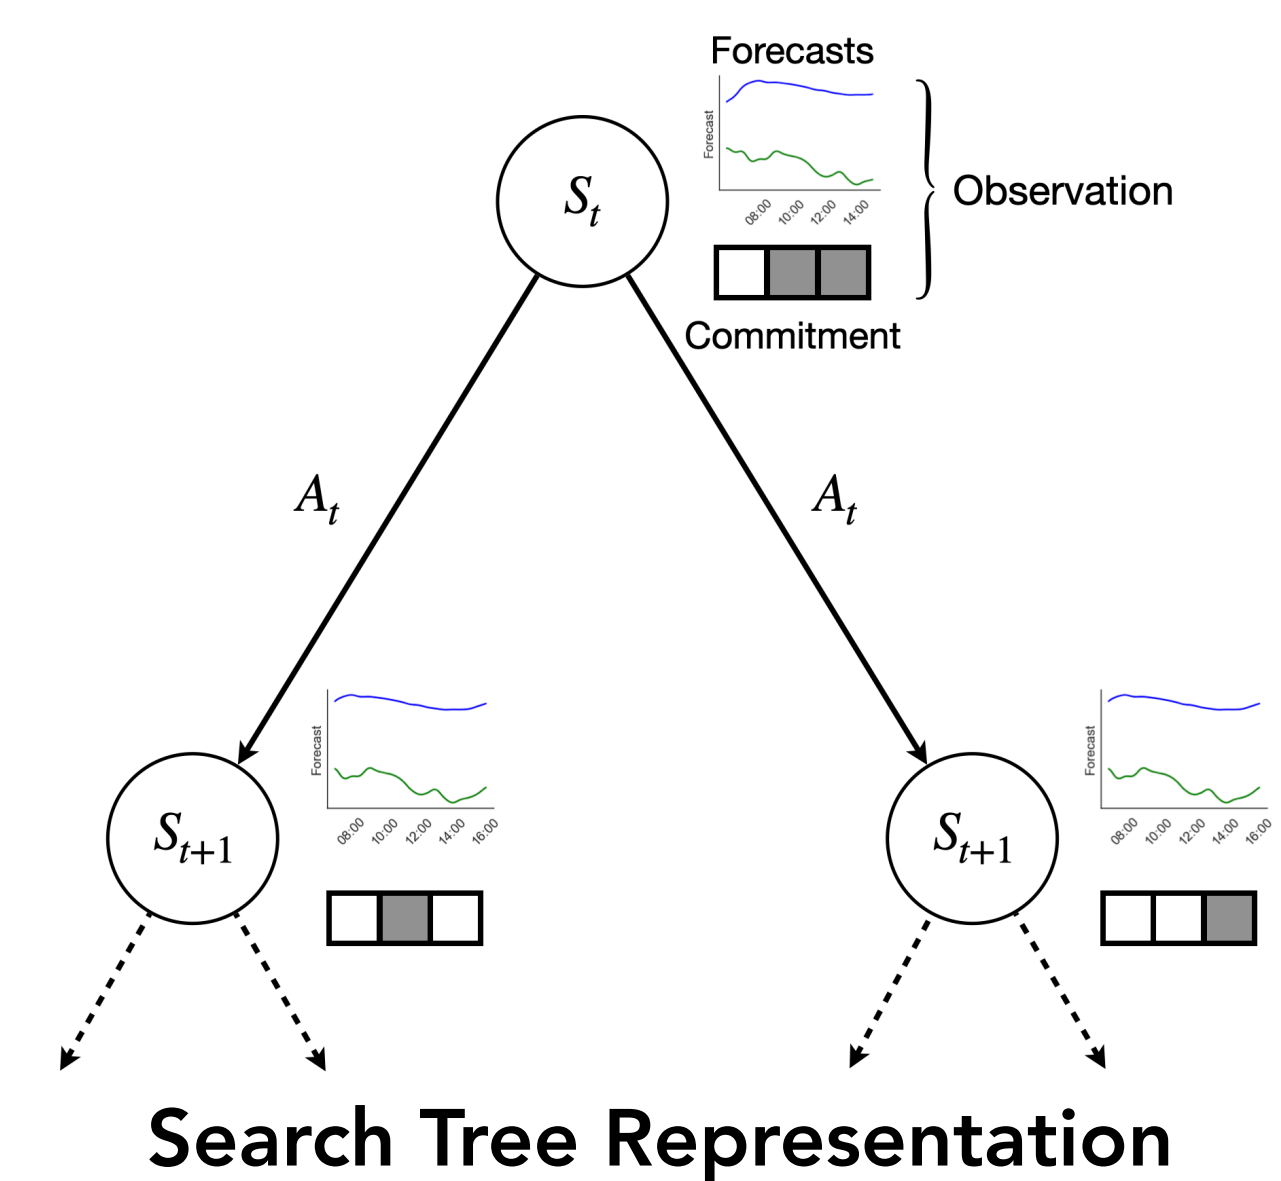 Forecasts
Forecast
08:00 10:00 12:00 14:00
Observation
Commitment
S_t
A_t
A_t
Forecast
08:00 10:00 12:00 14:00 16:00
S_{t+1}
Forecast
08:00 10:00 12:00 14:00 16:00
S_{t+1}
Search Tree Representation